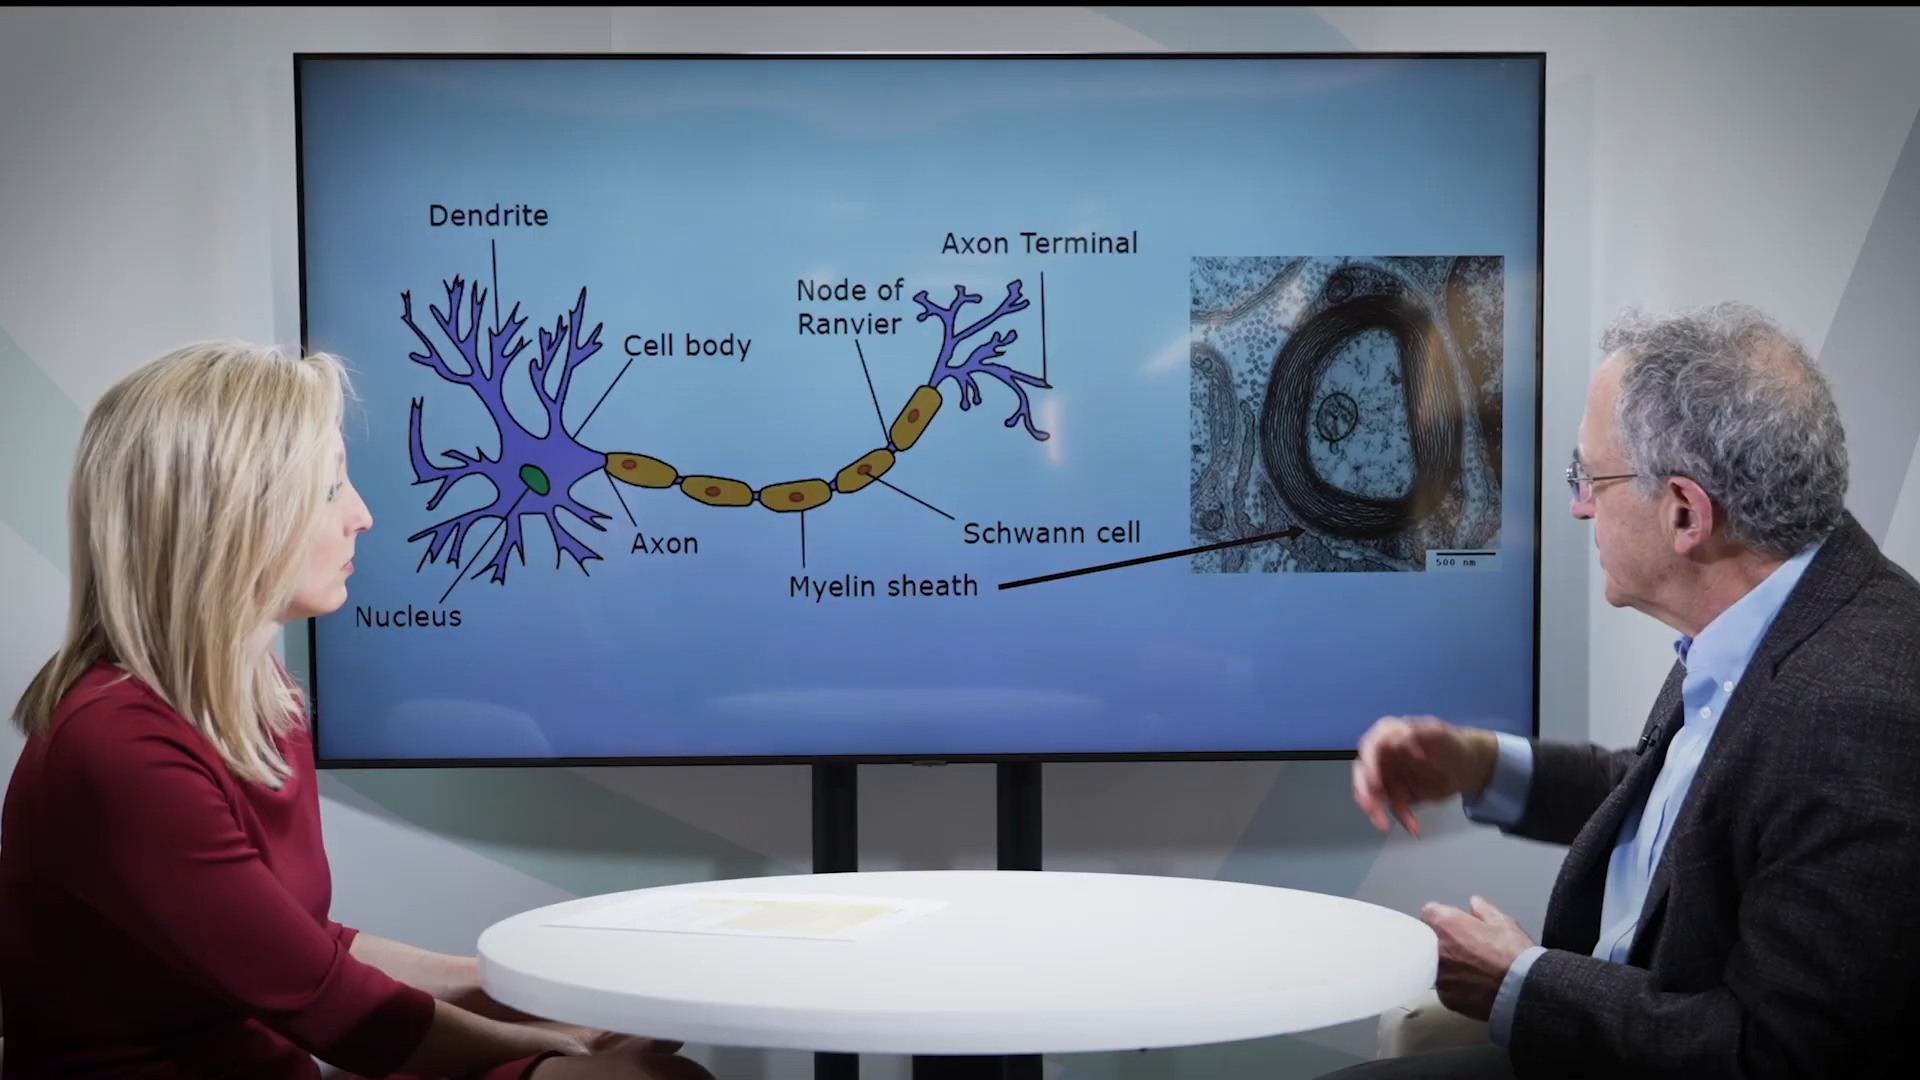 Dendrite
Axon Terminal
Node of
Ranvier
Cell body
Schwann cell
Axon
500 nm
Myelin sheath
Nucleus